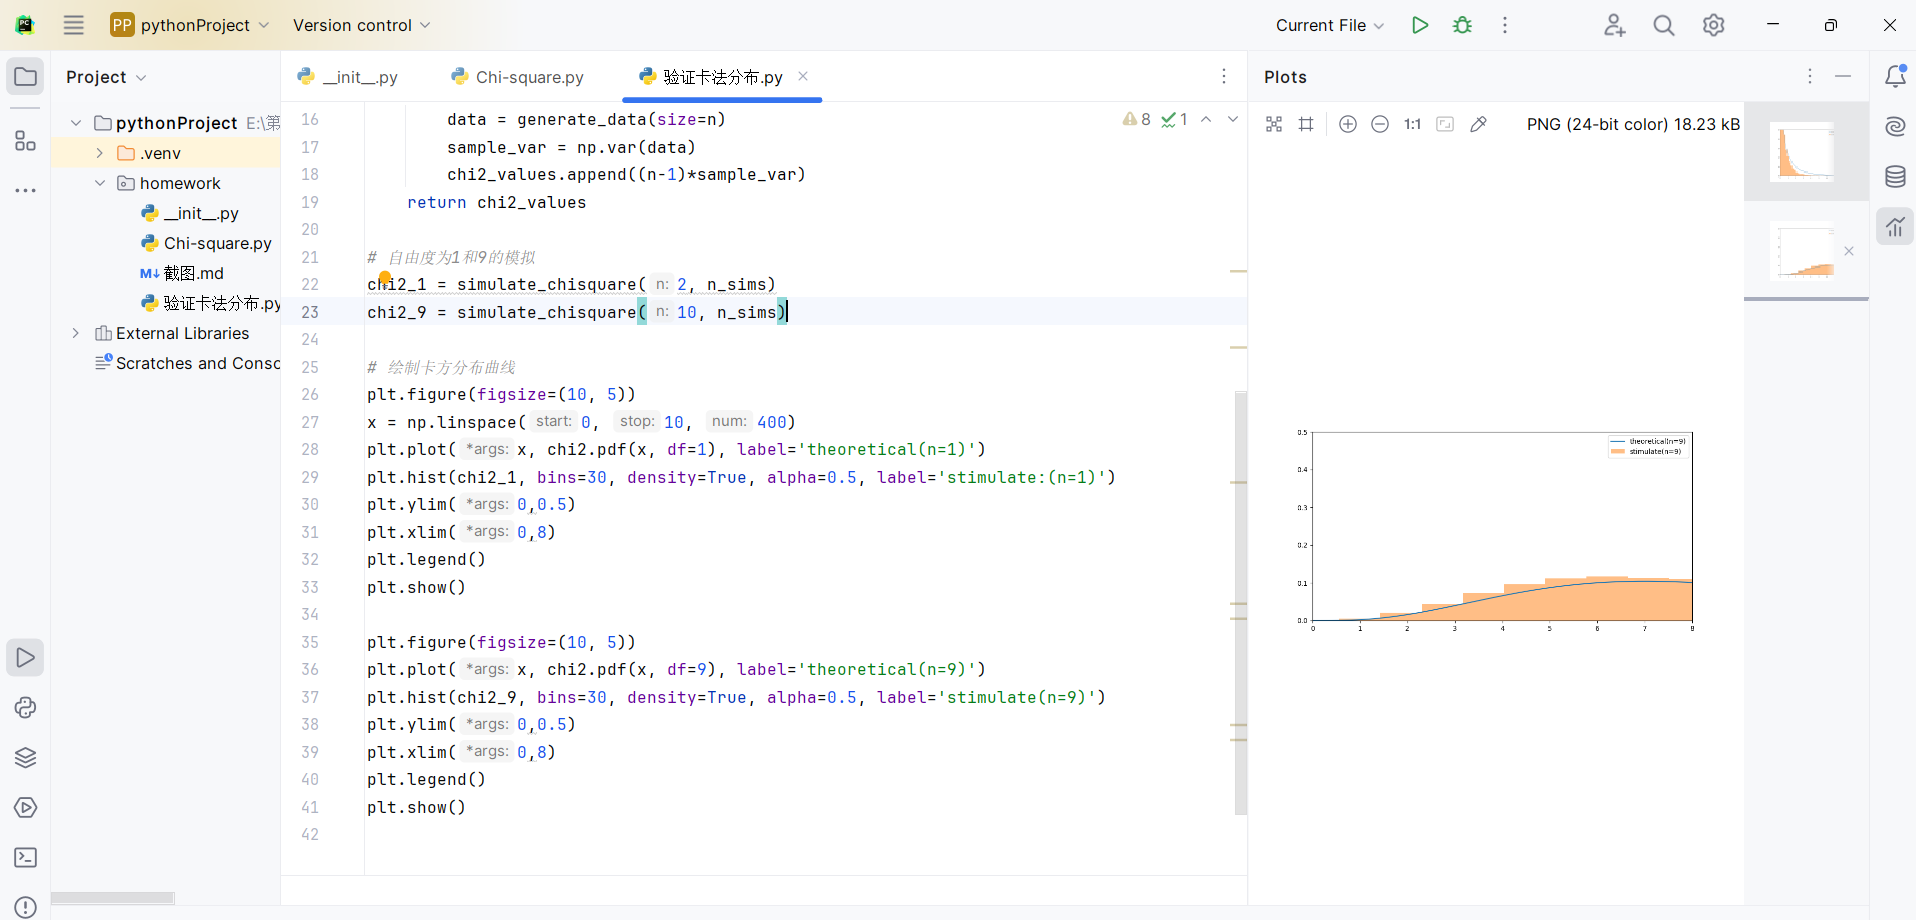 PP pythonProject Version control Current File
Project
__init__.py Chi-square.py 验证卡法分布.py
Plots
pythonProject E:\第
.venv
homework
__init__.py
Chi-square.py
M↓ 截图.md
验证卡法分布.py
External Libraries
Scratches and Consc
8 1
16 data = generate_data(size=n)
17 sample_var = np.var(data)
18 chi2_values.append((n-1)*sample_var)
19 return chi2_values
20
21 # 自由度为1和9的模拟
22 chi2_1 = simulate_chisquare( n: 2, n_sims)
23 chi2_9 = simulate_chisquare( n: 10, n_sims)
24
25 # 绘制卡方分布曲线
26 plt.figure(figsize=(10, 5))
27 x = np.linspace( start: 0, stop: 10, num: 400)
28 plt.plot( *args: x, chi2.pdf(x, df=1), label='theoretical(n=1)')
29 plt.hist(chi2_1, bins=30, density=True, alpha=0.5, label='stimulate:(n=1)')
30 plt.ylim( *args: 0,0.5)
31 plt.xlim( *args: 0,8)
32 plt.legend()
33 plt.show()
34
35 plt.figure(figsize=(10, 5))
36 plt.plot( *args: x, chi2.pdf(x, df=9), label='theoretical(n=9)')
37 plt.hist(chi2_9, bins=30, density=True, alpha=0.5, label='stimulate(n=9)')
38 plt.ylim( *args: 0,0.5)
39 plt.xlim( *args: 0,8)
40 plt.legend()
41 plt.show()
42
1:1 PNG (24-bit color) 18.23 kB
theoretical(n=9)
stimulate(n=9)
0.5
0.4
0.3
0.2
0.1
0.0
0 1 2 3 4 5 6 7 8